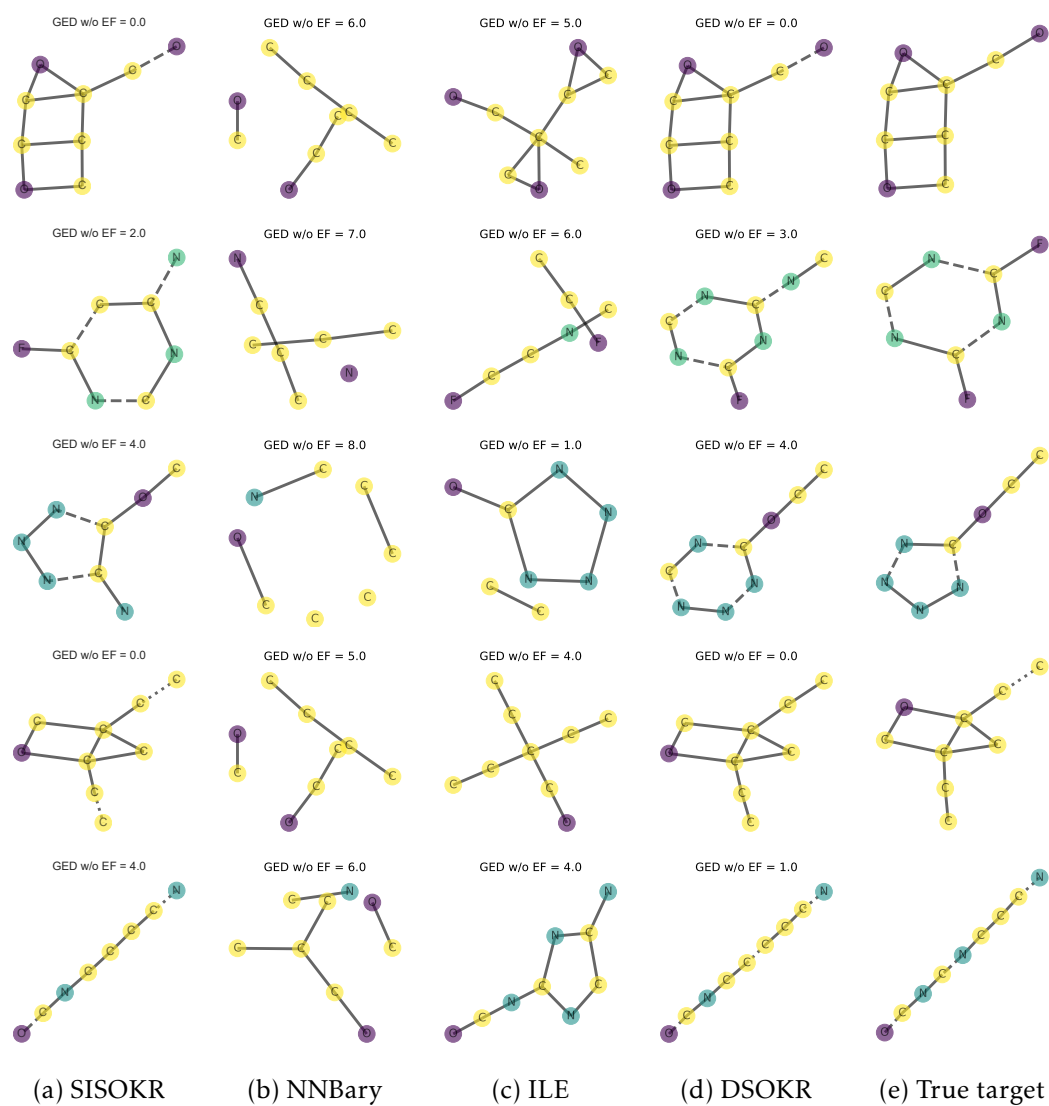 GED w/o EF = 0.0 GED w/o EF = 6.0 GED w/o EF = 5.0 GED w/o EF = 0.0
O O C C C C C C O
C C O C C C C C O
O C C O C C C C O
O O C C C C C C O
O O C C C C C C O
GED w/o EF = 2.0 GED w/o EF = 7.0 GED w/o EF = 6.0 GED w/o EF = 3.0
N C C F C N N C
N C C C C C N C
C C C N F C C F
C N N C C N N C F
F N C C N N C F
GED w/o EF = 4.0 GED w/o EF = 8.0 GED w/o EF = 1.0 GED w/o EF = 4.0
C O N C N C N N
C C N O C C C C
N O C N N N C C
C C O N C C N N N
C C O N C N N N
GED w/o EF = 0.0 GED w/o EF = 5.0 GED w/o EF = 4.0 GED w/o EF = 0.0
C C C C C O C C C
C C O C C C C C O
C C C C C C C C O
C C C C C O C C C
C C O C C C C C C
GED w/o EF = 4.0 GED w/o EF = 6.0 GED w/o EF = 4.0 GED w/o EF = 1.0
N C C C C N C O
N C C O C C C C O
N C N C C N C N O
N C C C C C N C O
N C C C N C N C O
(a) SISOKR (b) NNBary (c) ILE (d) DSOKR (e) True target